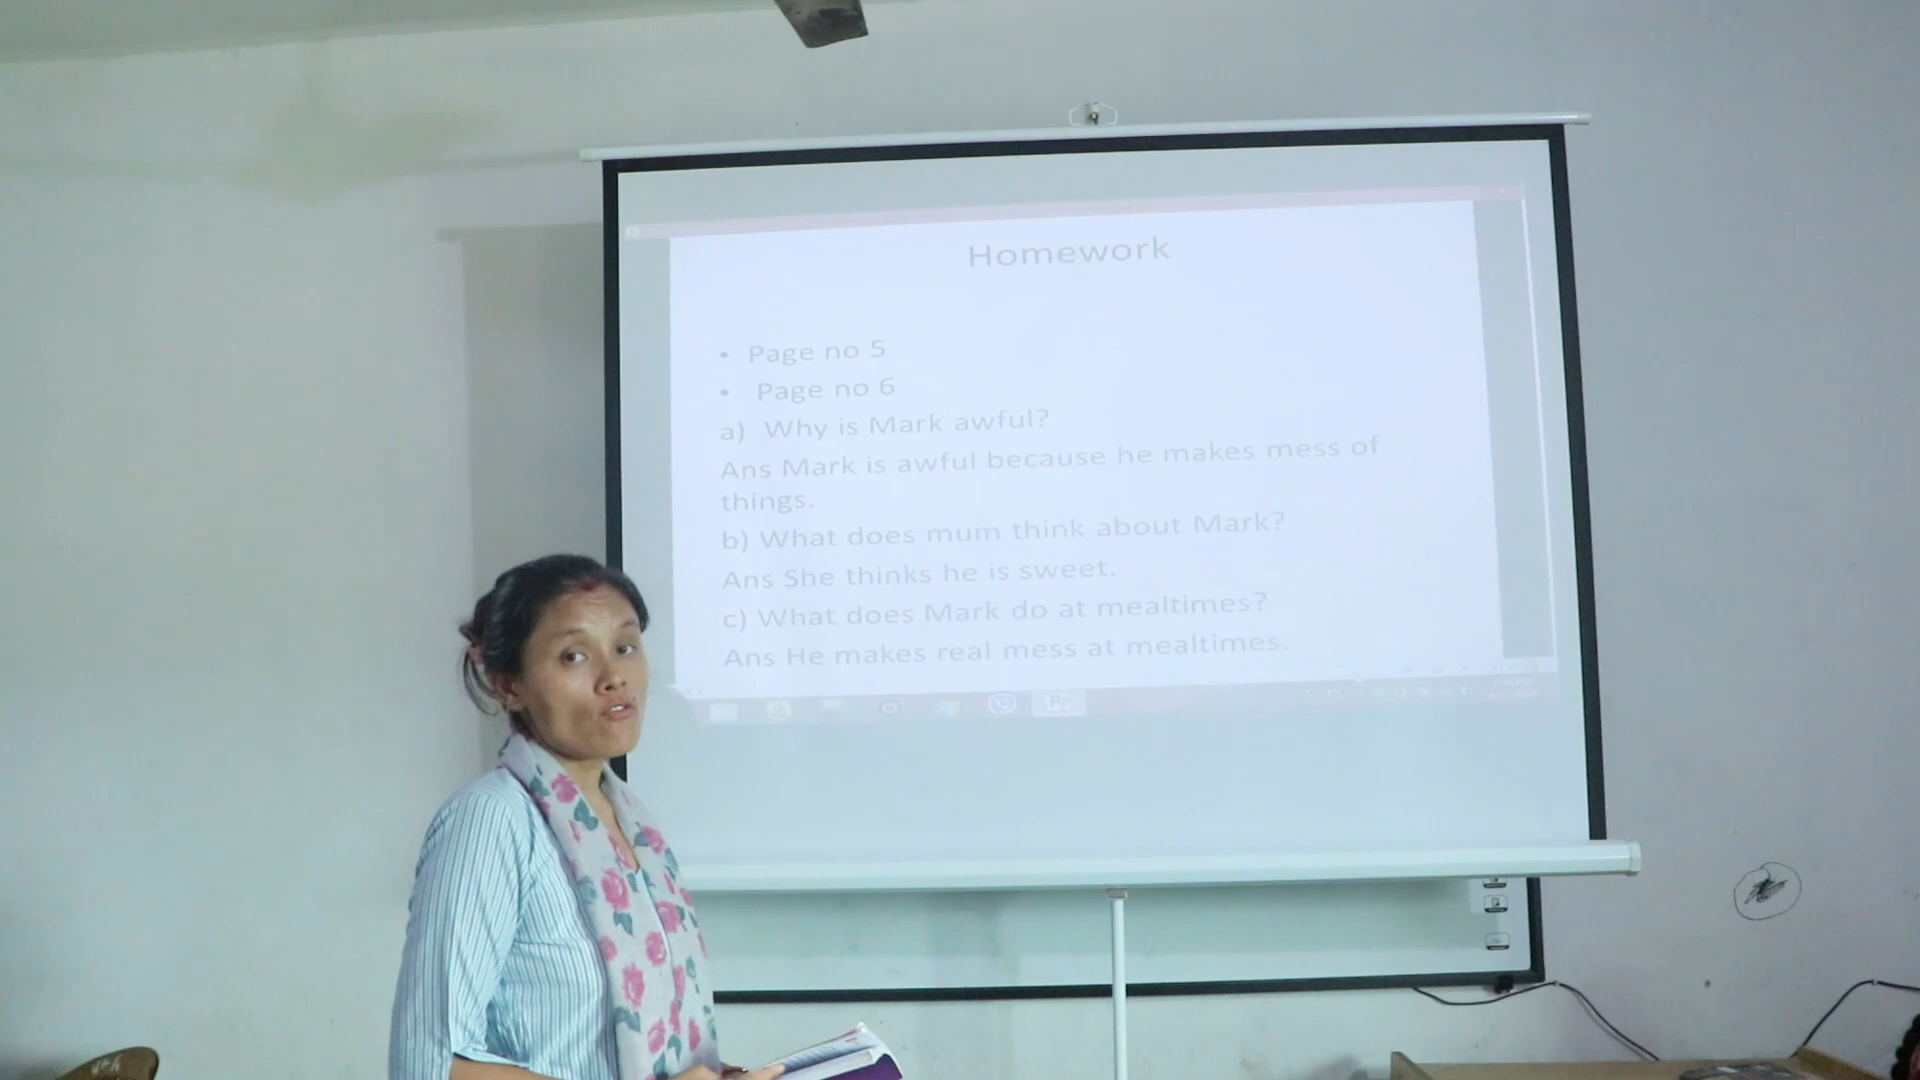 Homework
• Page no 5
• Page no 6
a) Why is Mark awful?
Ans Mark is awful because he makes mess of
things.
b) What does mum think about Mark?
Ans She thinks he is sweet.
c) What does Mark do at mealtimes?
Ans He makes real mess at mealtimes.